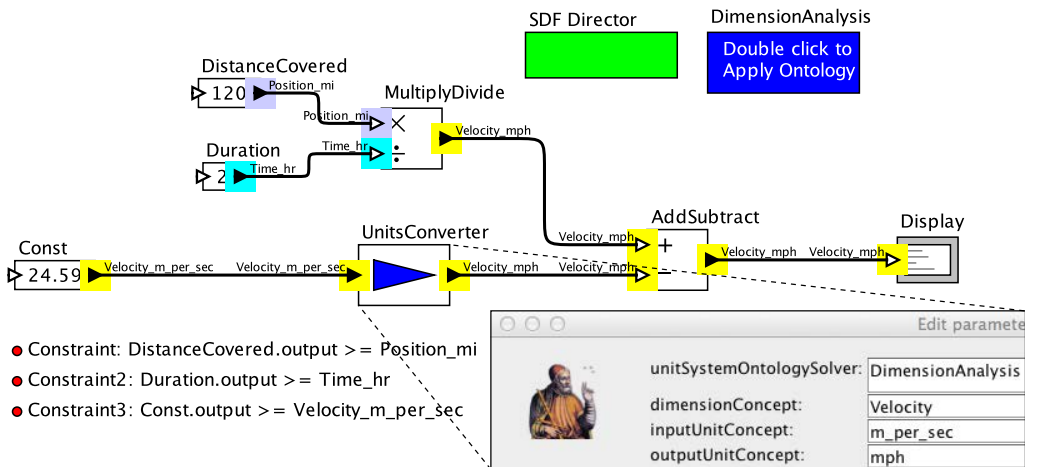 SDF Director
DimensionAnalysis
Double click to
Apply Ontology
DistanceCovered
120
Position_mi
MultiplyDivide
Position_mi
×
Velocity_mph
Time_hr
÷
Duration
2
Time_hr
AddSubtract
Display
UnitsConverter
Const
24.59
Velocity_m_per_sec
Velocity_m_per_sec
Velocity_mph
Velocity_mph
Velocity_mph
+
−
Velocity_mph
Velocity_mph
Constraint: DistanceCovered.output >= Position_mi
Constraint2: Duration.output >= Time_hr
Constraint3: Const.output >= Velocity_m_per_sec
Edit paramete
unitSystemOntologySolver: DimensionAnalysis
dimensionConcept: Velocity
inputUnitConcept: m_per_sec
outputUnitConcept: mph